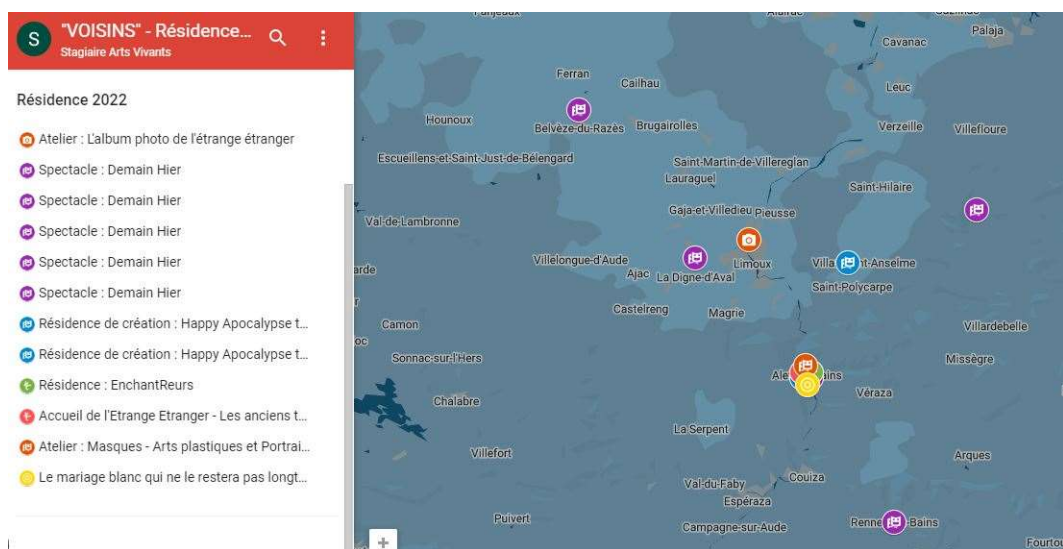 S
"VOISINS" - Résidence...
Stagiaire Arts Vivants
Résidence 2022
Atelier : L'album photo de l'étrange étranger
Spectacle : Demain Hier
Spectacle : Demain Hier
Spectacle : Demain Hier
Spectacle : Demain Hier
Spectacle : Demain Hier
Résidence de création : Happy Apocalypse t...
Résidence de création : Happy Apocalypse t...
Résidence : EnchantReurs
Accueil de l'Etrange Etranger - Les anciens t...
Atelier : Masques - Arts plastiques et Portrai...
Le mariage blanc qui ne le restera pas longt...
Palaja
Cavanac
Ferran
Cailhau
Leuc
Hounoux
Belvèze-du-Razès
Brugairolles
Verzeille
Villefloure
Escueillens-et-Saint-Just-de-Bélengard
Saint-Martin-de-Villereglan
Lauraguel
Saint-Hilaire
Gaja-et-Villedieu
Pieusse
Val-de-Lambronne
Villelongue-d'Aude
Limoux
Ajac
La Digne-d'Aval
Saint-Polycarpe
Castelreng
Magrie
Camon
Villardebelle
Sonnac-sur-l'Hers
Missègre
Véraza
Chalabre
La Serpent
Villefort
Arques
Val-du-Faby
Couiza
Espéraza
Puivert
Campagne-sur-Aude
+